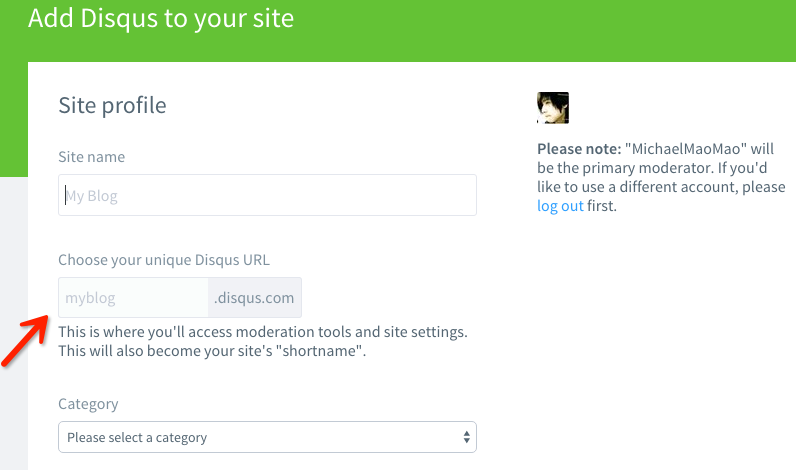 Add Disqus to your site
Site profile
Site name
My Blog
Choose your unique Disqus URL
myblog .disqus.com
This is where you'll access moderation tools and site settings.
This will also become your site's "shortname".
Category
Please select a category
Please note: "MichaelMaoMao" will
be the primary moderator. If you'd
like to use a different account, please
log out first.